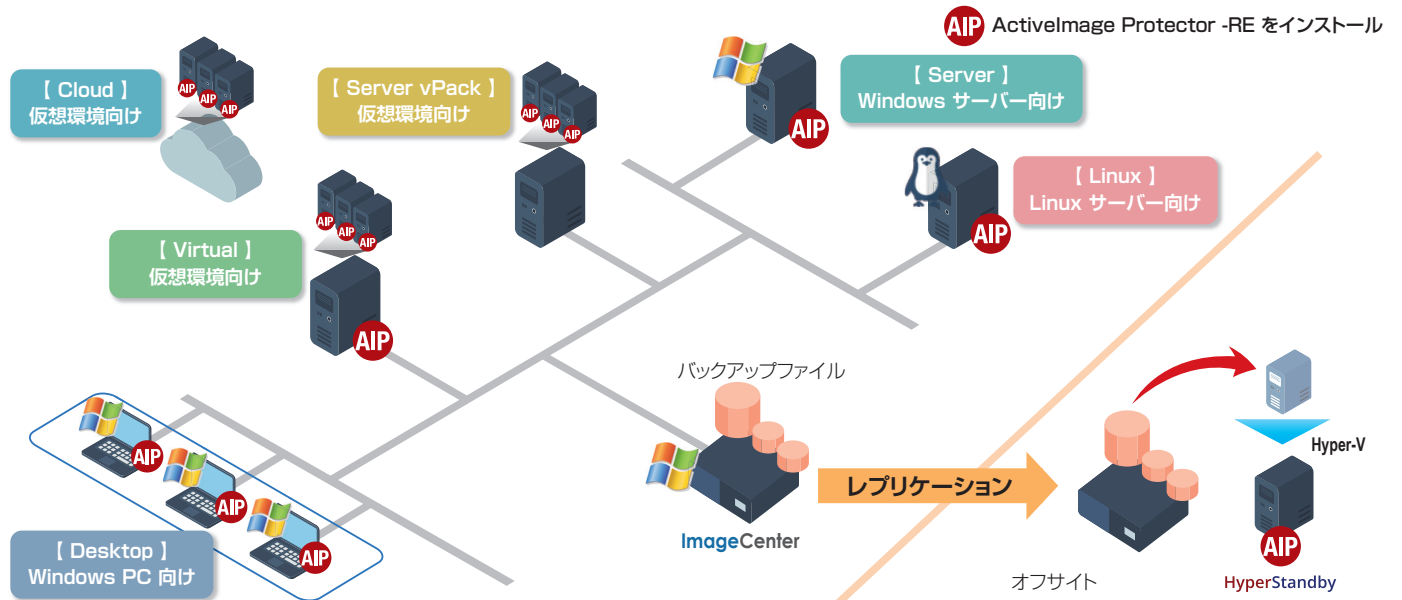 AIP ActiveImage Protector -RE をインストール
【 Cloud 】
仮想環境向け
AIP
AIP
AIP
【 Server vPack 】
仮想環境向け
AIP
AIP
AIP
【 Server 】
Windows サーバー向け
AIP
【 Linux 】
Linux サーバー向け
AIP
【 Virtual 】
仮想環境向け
AIP
AIP
AIP
AIP
バックアップファイル
Hyper-V
AIP
AIP
AIP
レプリケーション
ImageCenter
【 Desktop 】
Windows PC 向け
オフサイト
AIP
HyperStandby